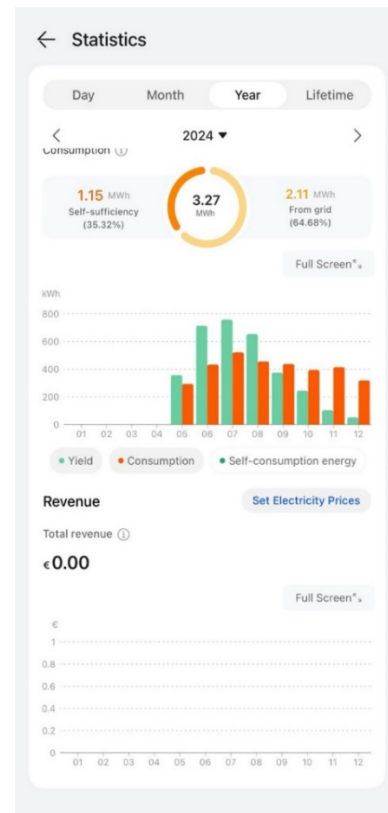 Statistics
Day Month Year Lifetime
2024
Consumption
1.15 MWh
Self-sufficiency
(35.32%)
3.27
MWh
2.11 MWh
From grid
(64.68%)
Full Screen
kWh
800
600
400
200
0
01 02 03 04 05 06 07 08 09 10 11 12
Yield Consumption Self-consumption energy
Revenue Set Electricity Prices
Total revenue
€0.00
Full Screen
€
1
0.8
0.6
0.4
0.2
0
01 02 03 04 05 06 07 08 09 10 11 12